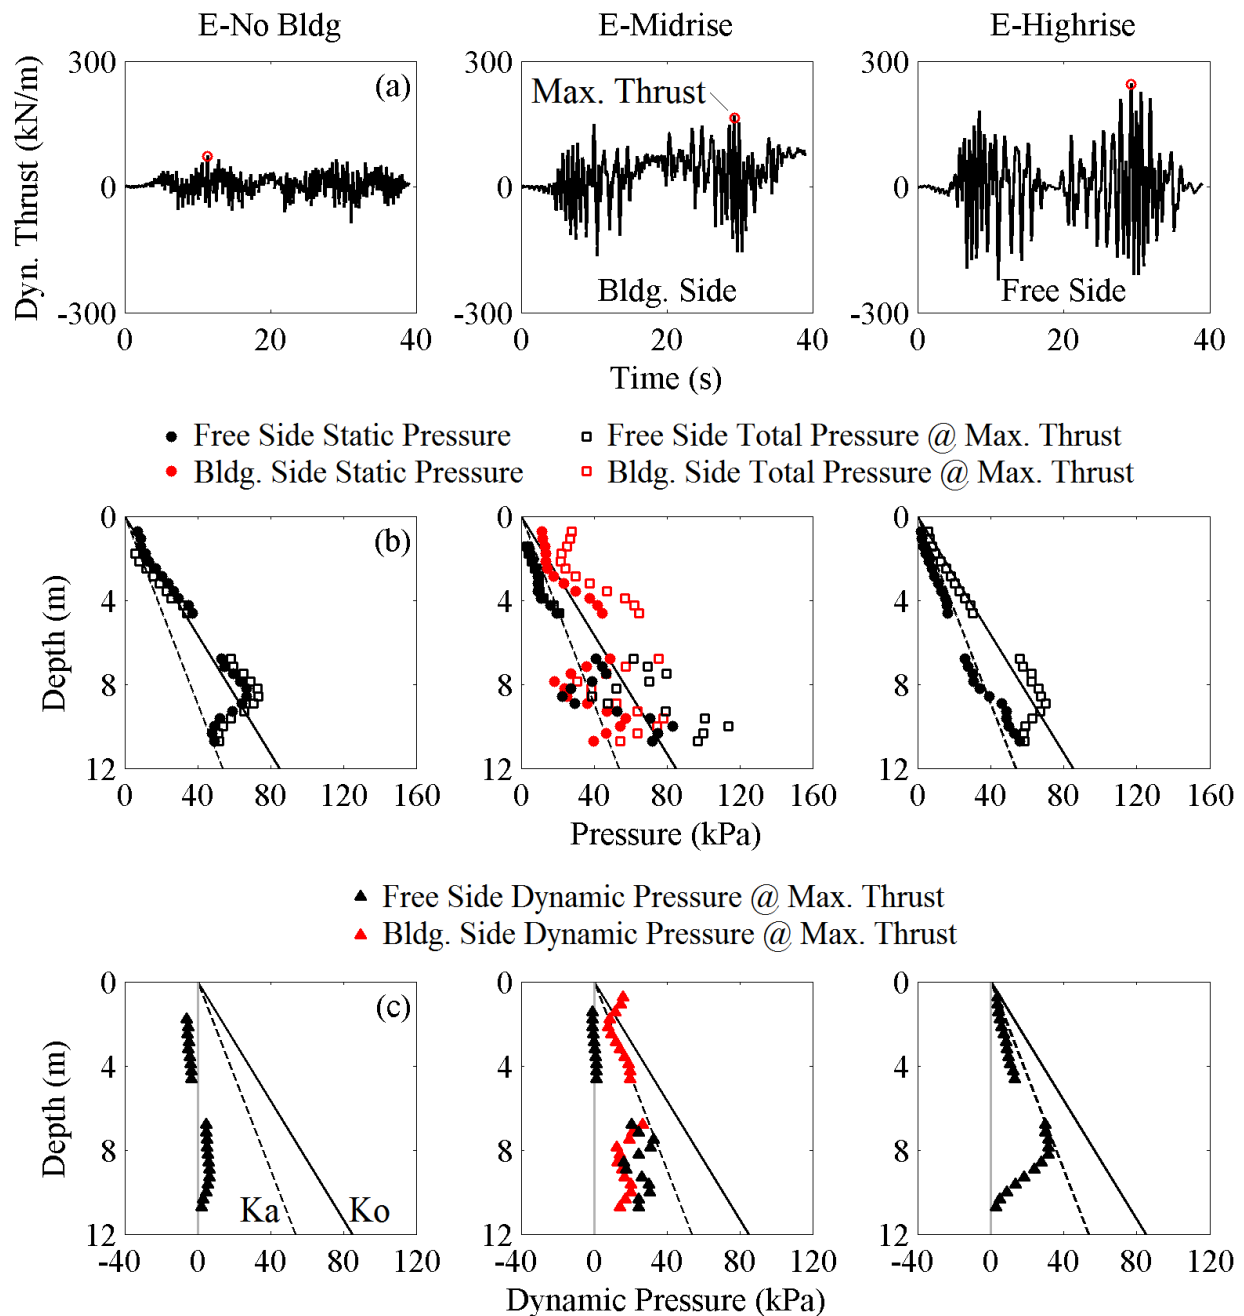 E-No Bldg E-Midrise E-Highrise
300 300 300
(a) Max. Thrust
Dyn. Thrust (kN/m)
0 0 0
Bldg. Side Free Side
-300 -300 -300
0 20 40 0 20 40 0 20 40
Time (s)
Free Side Static Pressure Free Side Total Pressure @ Max. Thrust
Bldg. Side Static Pressure Bldg. Side Total Pressure @ Max. Thrust
0 0 0
(b)
Depth (m)
4 4 4
8 8 8
12 12 12
0 40 80 120 160 0 40 80 120 160 0 40 80 120 160
Pressure (kPa)
Free Side Dynamic Pressure @ Max. Thrust
Bldg. Side Dynamic Pressure @ Max. Thrust
0 0 0
(c)
Depth (m)
4 4 4
8 8 8
Ka Ko
12 12 12
-40 0 40 80 120 -40 0 40 80 120 -40 0 40 80 120
Dynamic Pressure (kPa)